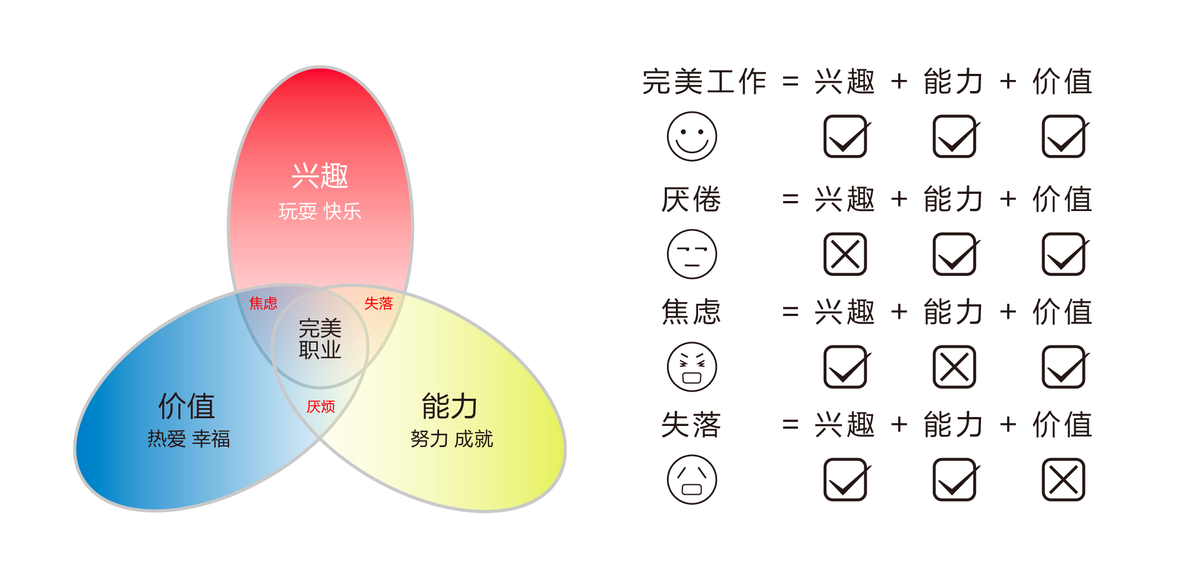 兴趣
玩耍 快乐
焦虑
失落
完美
职业
价值
热爱 幸福
厌烦
能力
努力 成就
完美工作 = 兴趣 + 能力 + 价值
厌倦 = 兴趣 + 能力 + 价值
焦虑 = 兴趣 + 能力 + 价值
失落 = 兴趣 + 能力 + 价值